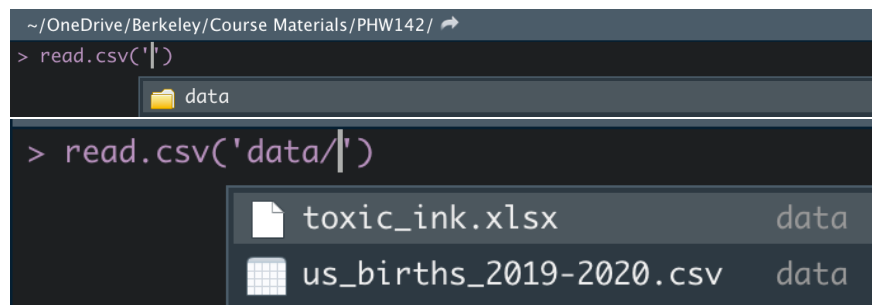 ~/OneDrive/Berkeley/Course Materials/PHW142/
> read.csv('')
data
> read.csv('data/')
toxic_ink.xlsx data
us_births_2019-2020.csv data